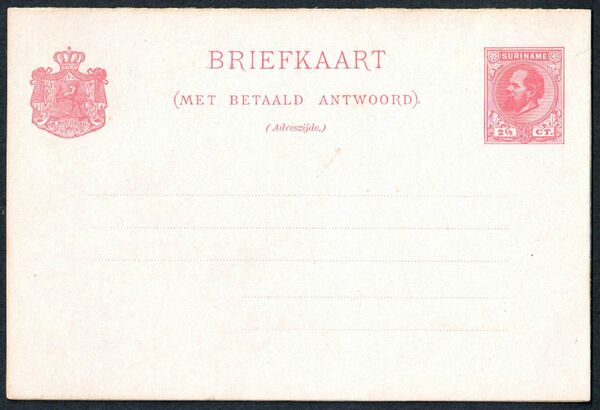 BRIEFKAART
(MET BETAALD ANTWOORD).
(Adreszijde.)
SURINAME
2½ CT.